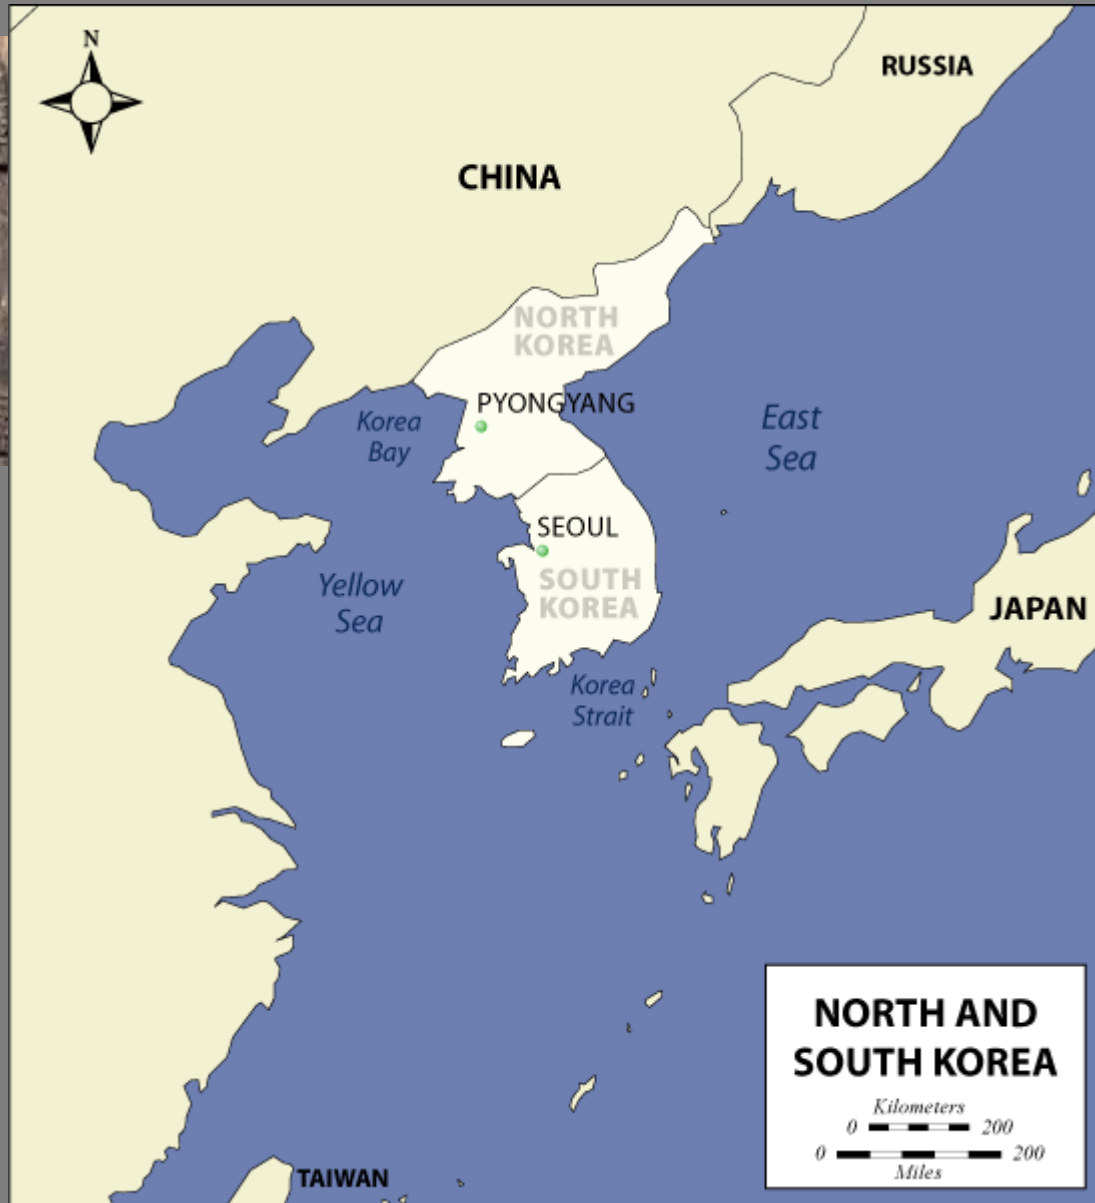 N
RUSSIA
CHINA
NORTH
KOREA
PYONGYANG
Korea
Bay
East
Sea
SEOUL
SOUTH
KOREA
Yellow
Sea
JAPAN
Korea
Strait
NORTH AND
SOUTH KOREA
Kilometers
0 200
0 200
Miles
TAIWAN